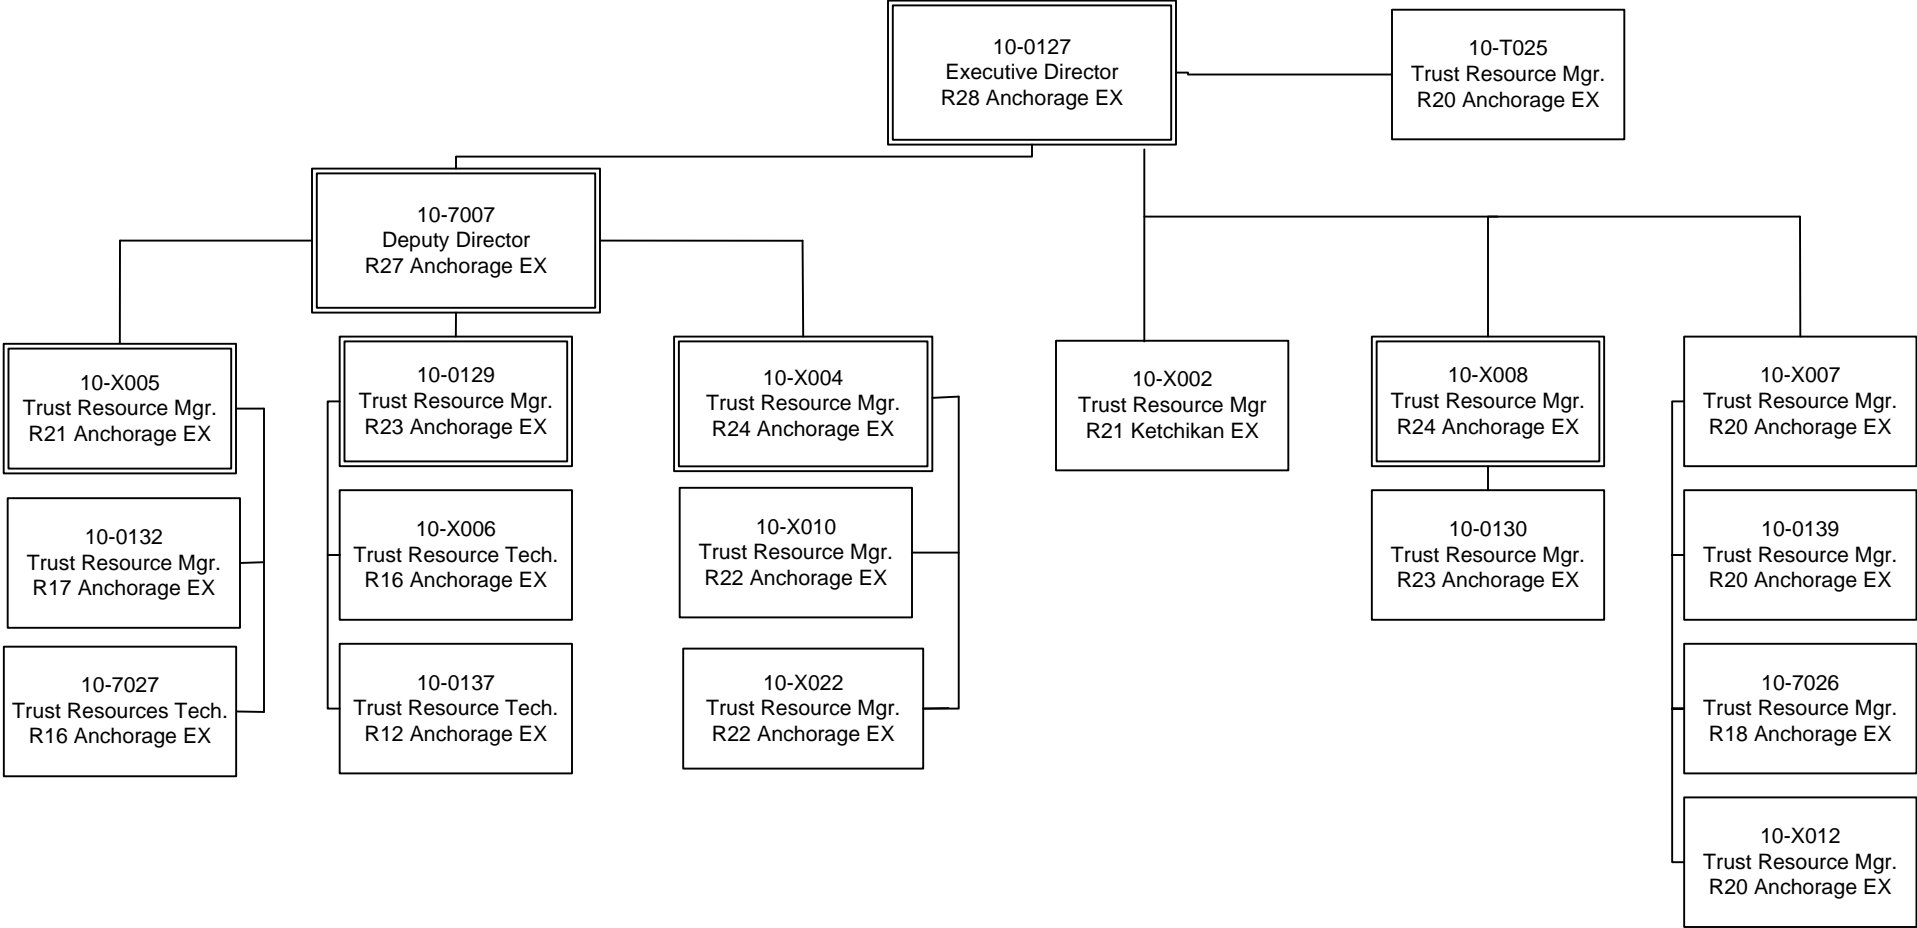 10-0127
Executive Director
R28 Anchorage EX
10-T025
Trust Resource Mgr.
R20 Anchorage EX
10-7007
Deputy Director
R27 Anchorage EX
10-X005
Trust Resource Mgr.
R21 Anchorage EX
10-0129
Trust Resource Mgr.
R23 Anchorage EX
10-X004
Trust Resource Mgr.
R24 Anchorage EX
10-X002
Trust Resource Mgr
R21 Ketchikan EX
10-X008
Trust Resource Mgr.
R24 Anchorage EX
10-X007
Trust Resource Mgr.
R20 Anchorage EX
10-0132
Trust Resource Mgr.
R17 Anchorage EX
10-X006
Trust Resource Tech.
R16 Anchorage EX
10-X010
Trust Resource Mgr.
R22 Anchorage EX
10-0130
Trust Resource Mgr.
R23 Anchorage EX
10-0139
Trust Resource Mgr.
R20 Anchorage EX
10-7027
Trust Resources Tech.
R16 Anchorage EX
10-0137
Trust Resource Tech.
R12 Anchorage EX
10-X022
Trust Resource Mgr.
R22 Anchorage EX
10-7026
Trust Resource Mgr.
R18 Anchorage EX
10-X012
Trust Resource Mgr.
R20 Anchorage EX